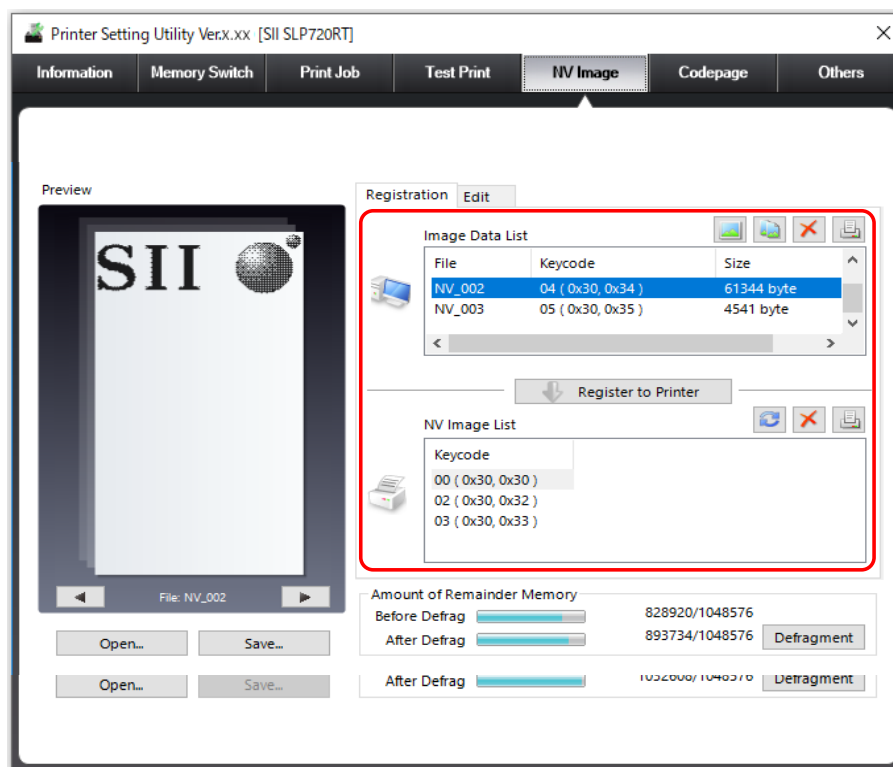 Printer Setting Utility Ver.x.xx [SII SLP720RT]
Information Memory Switch Print Job Test Print NV Image Codepage Others
Preview
SII
File: NV_002
Open... Save...
Open... Save...
Registration Edit
Image Data List
File Keycode Size
NV_002 04 ( 0x30, 0x34 ) 61344 byte
NV_003 05 ( 0x30, 0x35 ) 4541 byte
Register to Printer
NV Image List
Keycode
00 ( 0x30, 0x30 )
02 ( 0x30, 0x32 )
03 ( 0x30, 0x33 )
Amount of Remainder Memory
Before Defrag 828920/1048576
After Defrag 893734/1048576 Defragment
After Defrag 1032608/1048576 Defragment